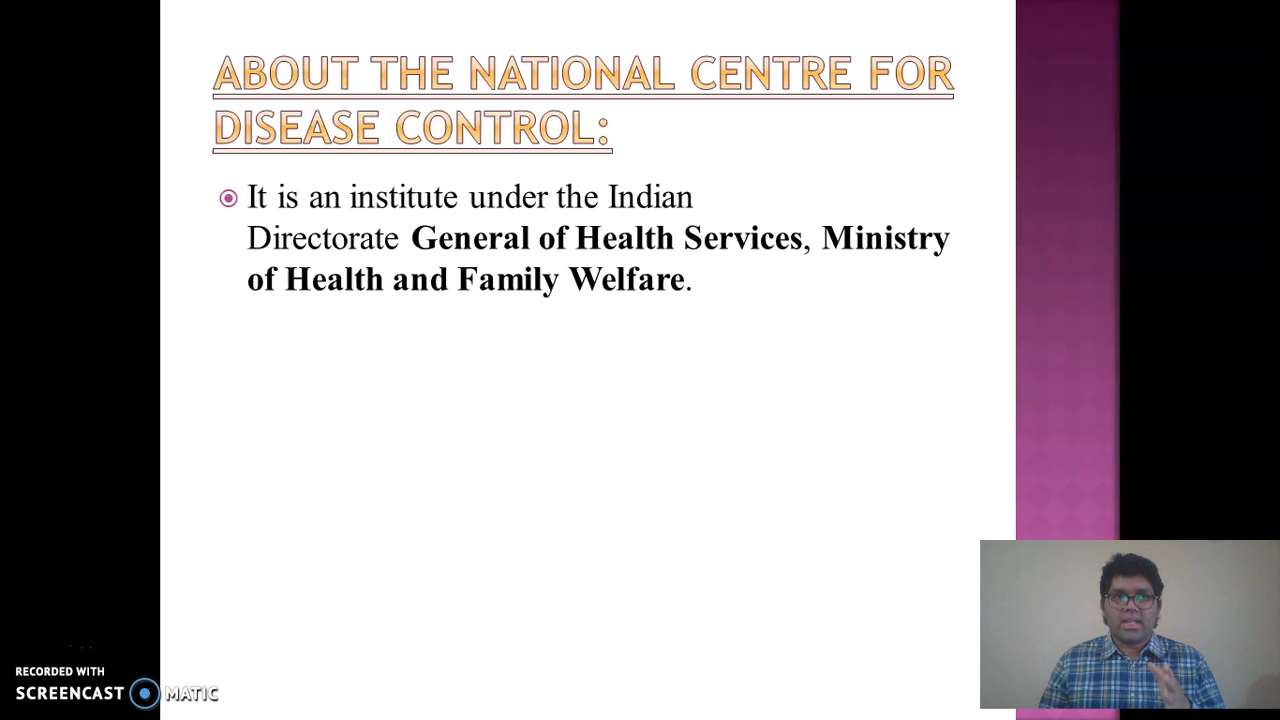 ABOUT THE NATIONAL CENTRE FOR
DISEASE CONTROL:
It is an institute under the Indian
Directorate General of Health Services, Ministry
of Health and Family Welfare.
RECORDED WITH
SCREENCAST MATIC